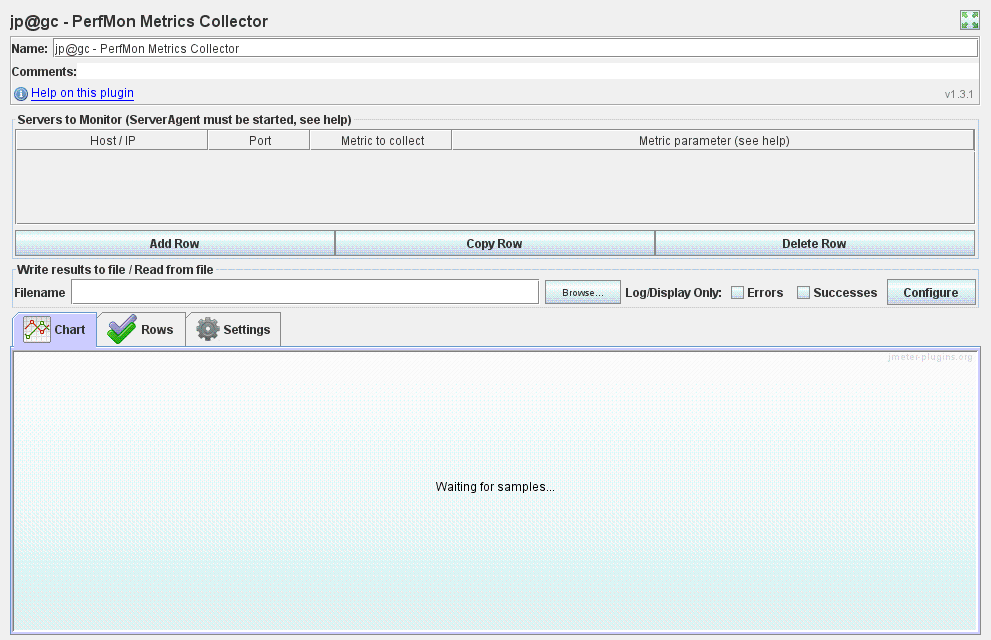 jp@gc - PerfMon Metrics Collector
Name: jp@gc - PerfMon Metrics Collector
Comments:
Help on this plugin v1.3.1
Servers to Monitor (ServerAgent must be started, see help)
Host / IP Port Metric to collect Metric parameter (see help)
Add Row Copy Row Delete Row
Write results to file / Read from file
Filename Browse... Log/Display Only: Errors Successes Configure
Chart Rows Settings
jmeter-plugins.org
Waiting for samples...